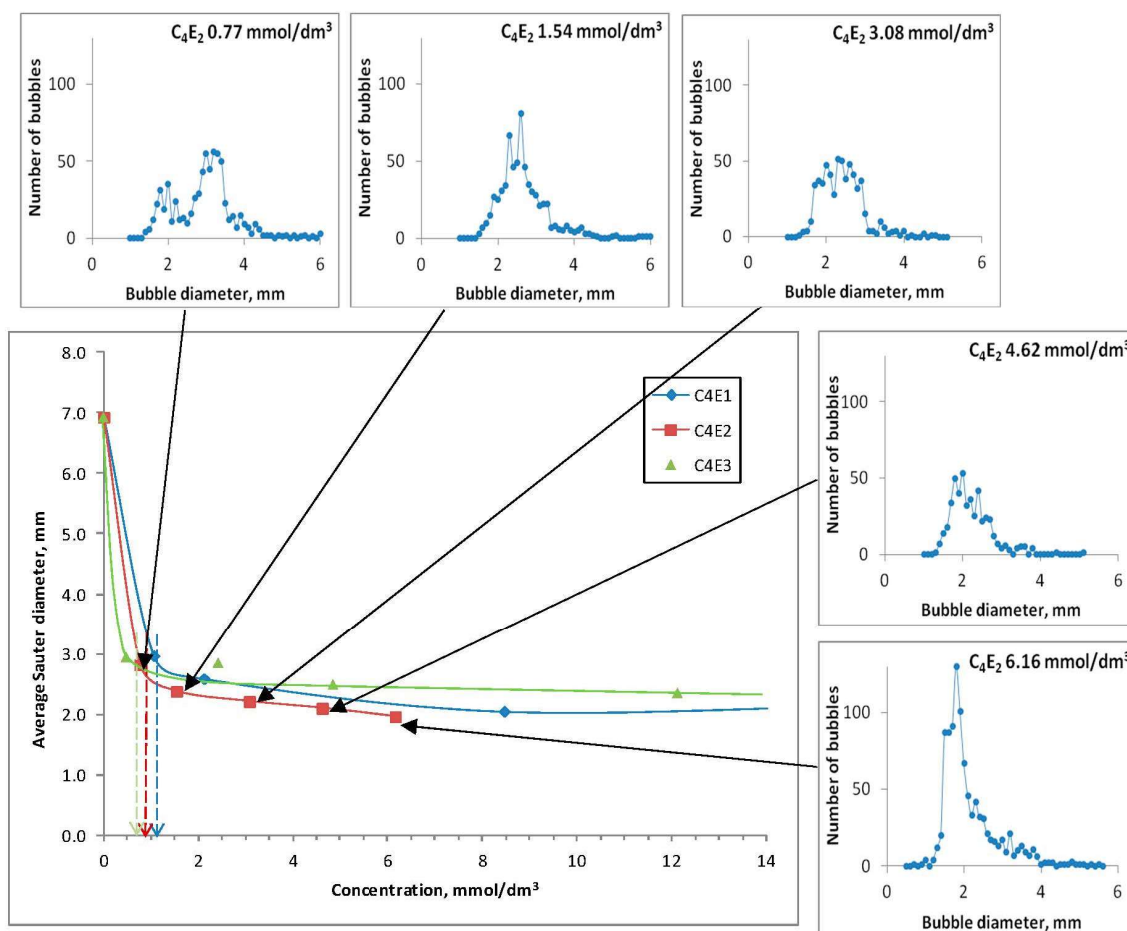 C₄E₂ 0.77 mmol/dm³
Number of bubbles
100
50
0
0 2 4 6
Bubble diameter, mm
C₄E₂ 1.54 mmol/dm³
Number of bubbles
100
50
0
0 2 4 6
Bubble diameter, mm
C₄E₂ 3.08 mmol/dm³
Number of bubbles
100
50
0
0 2 4 6
Bubble diameter, mm
Average Sauter diameter, mm
8.0
7.0
6.0
5.0
4.0
3.0
2.0
1.0
0.0
0 2 4 6 8 10 12 14
Concentration, mmol/dm³
C4E1
C4E2
C4E3
C₄E₂ 4.62 mmol/dm³
Number of bubbles
100
50
0
0 2 4 6
Bubble diameter, mm
C₄E₂ 6.16 mmol/dm³
Number of bubbles
100
50
0
0 2 4 6
Bubble diameter, mm